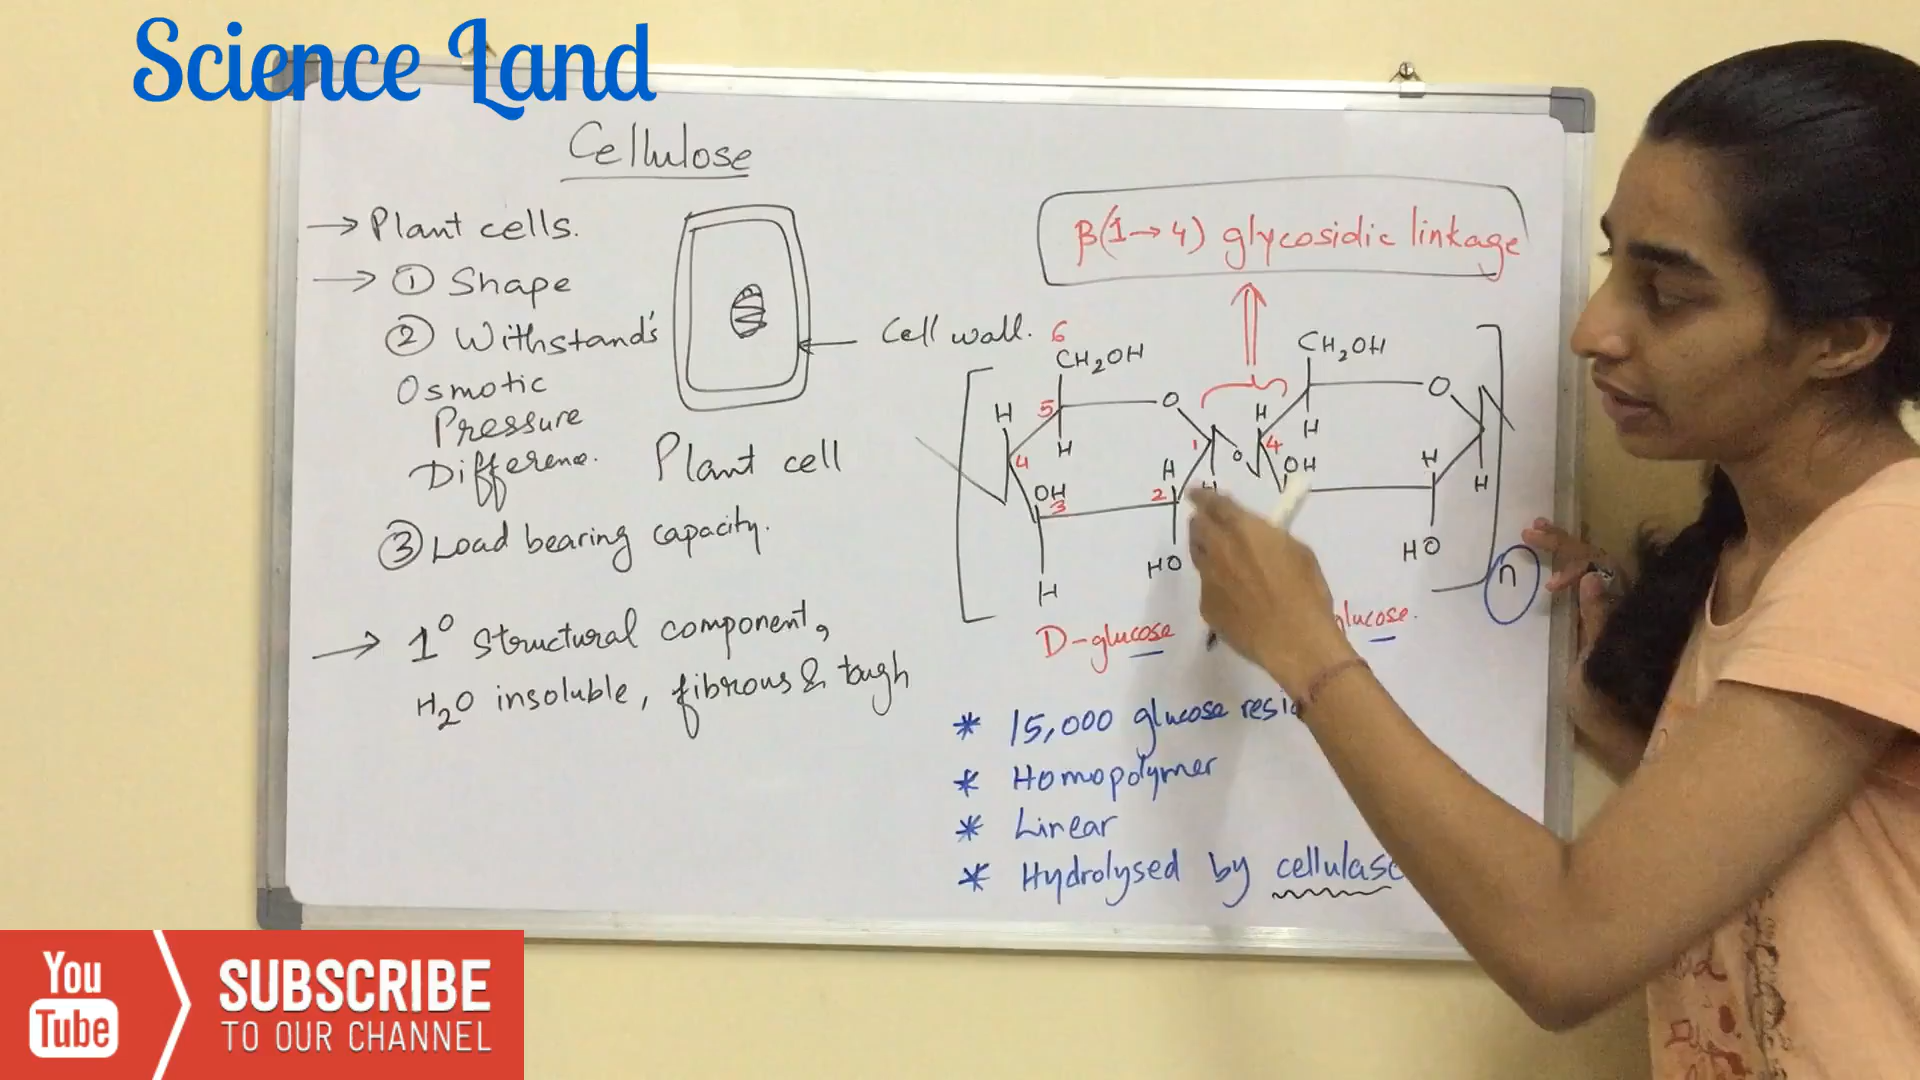 Science Land
Cellulose
→ Plant cells.
→ ① Shape
② Withstand's
Osmotic
Pressure
Difference.
③ Load bearing capacity.
→ 1° Structural component,
H₂O insoluble, fibrous & tough
Cell wall.
Plant cell
β(1→4) glycosidic linkage
6
CH₂OH
CH₂OH
H 5 O H O
H 4 H 1 O 4 H
OH 3 H 2 H OH H H
H HO HO n
D-glucose glucose.
* 15,000 glucose
* Homopolymer
* Linear
* Hydrolysed by cellulase
You
Tube
SUBSCRIBE
TO OUR CHANNEL